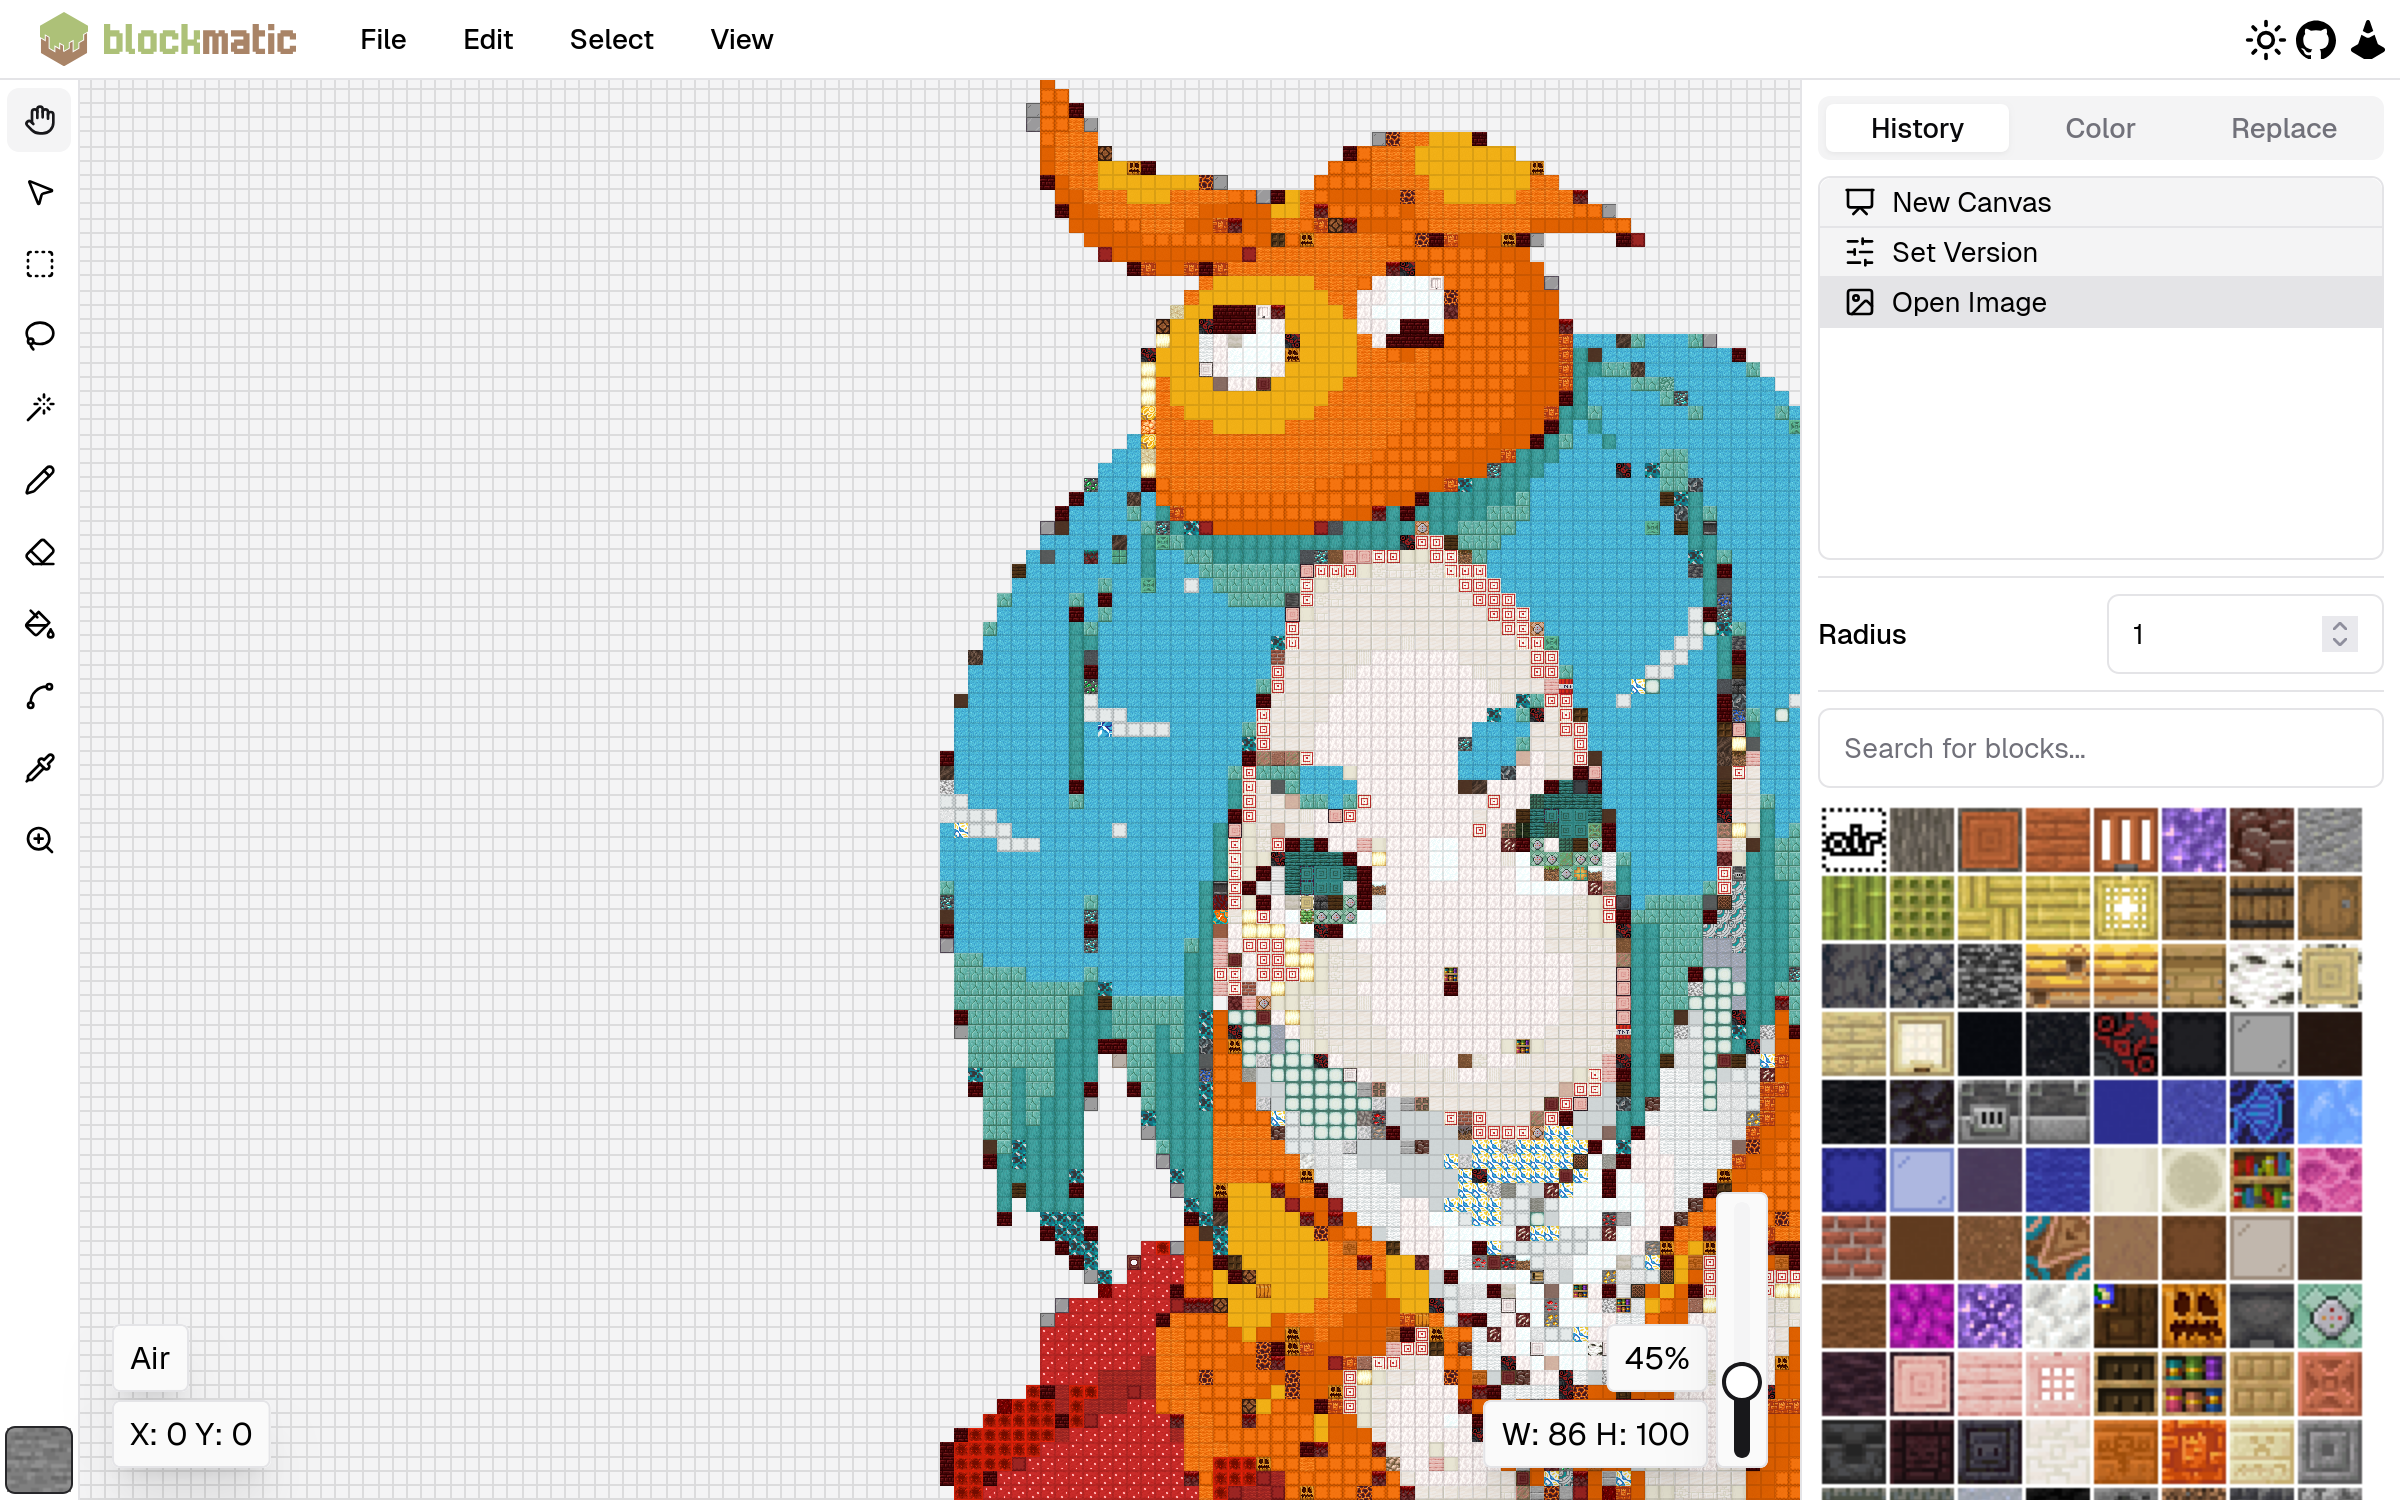 blockmatic
File
Edit
Select
View
History
Color
Replace
New Canvas
Set Version
Open Image
Radius
1
Search for blocks...
air
Air
X: 0 Y: 0
45%
W: 86 H: 100